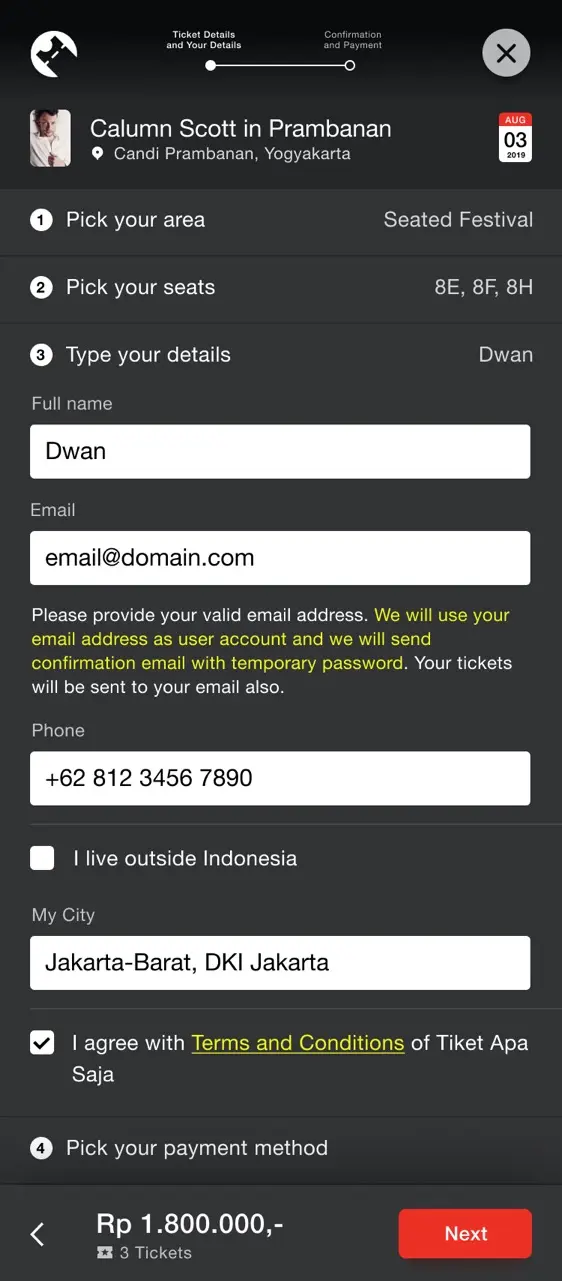 Ticket Details
and Your Details
Confirmation
and Payment
Calumn Scott in Prambanan
Candi Prambanan, Yogyakarta
AUG
03
2019
1 Pick your area Seated Festival
2 Pick your seats 8E, 8F, 8H
3 Type your details Dwan
Full name
Dwan
Email
email@domain.com
Please provide your valid email address. We will use your
email address as user account and we will send
confirmation email with temporary password. Your tickets
will be sent to your email also.
Phone
+62 812 3456 7890
I live outside Indonesia
My City
Jakarta-Barat, DKI Jakarta
I agree with Terms and Conditions of Tiket Apa
Saja
4 Pick your payment method
Rp 1.800.000,-
3 Tickets
Next